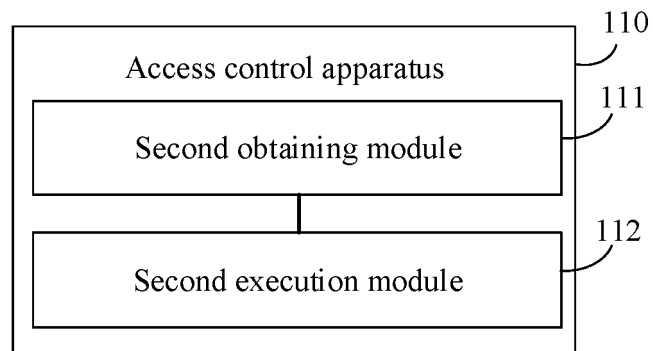 110
Access control apparatus
111
Second obtaining module
112
Second execution module